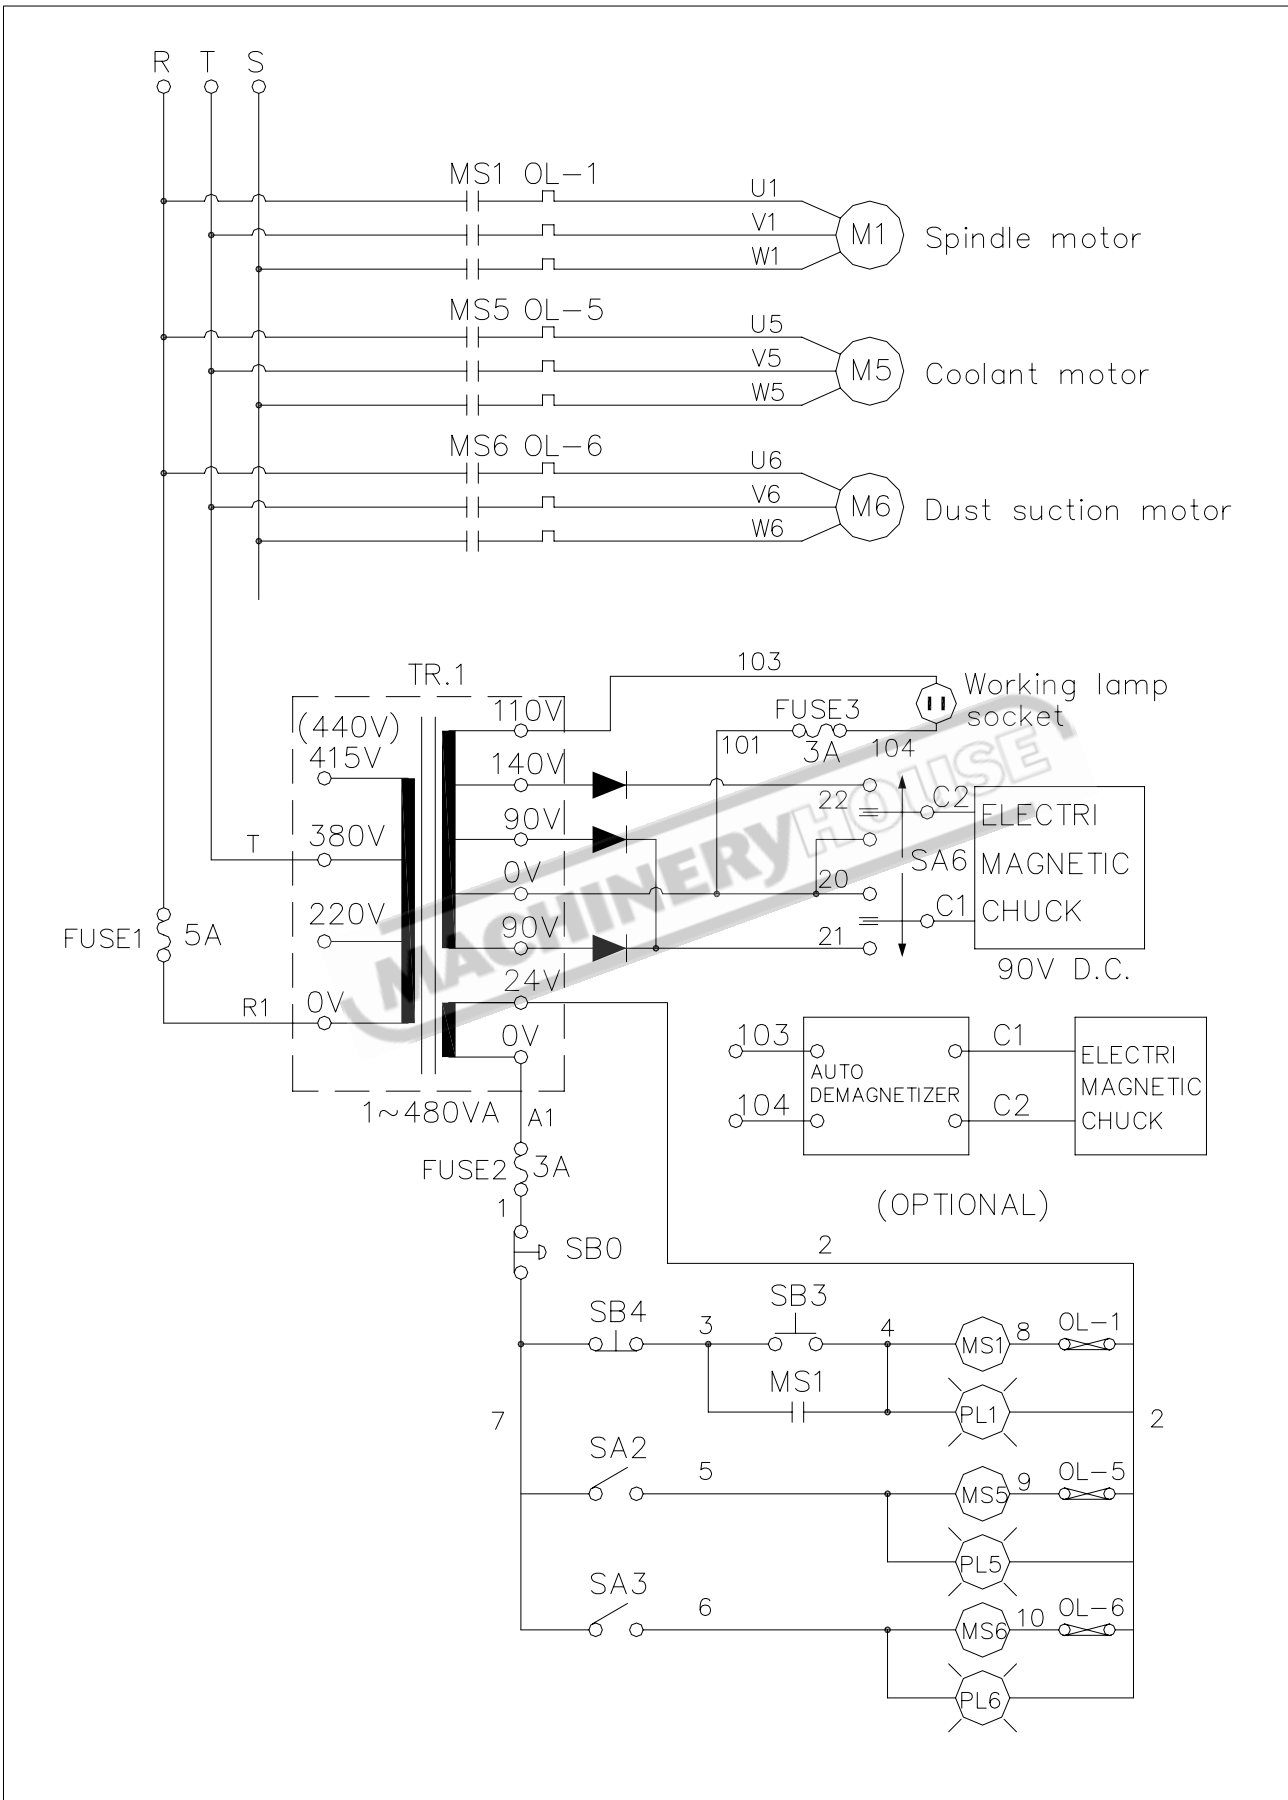 R T S
MS1 OL-1
U1
V1
W1
M1
Spindle motor
MS5 OL-5
U5
V5
W5
M5
Coolant motor
MS6 OL-6
U6
V6
W6
M6
Dust suction motor
TR.1
103
Working lamp
socket
FUSE3
3A
101
104
(440V)
415V
380V
220V
0V
T
R1
FUSE1
5A
110V
140V
90V
0V
90V
24V
0V
22
20
21
C2
SA6
C1
ELECTRI
MAGNETIC
CHUCK
90V D.C.
MACHINERYHOUSE
1~480VA
A1
FUSE2
3A
1
SB0
103
104
AUTO
DEMAGNETIZER
C1
C2
ELECTRI
MAGNETIC
CHUCK
(OPTIONAL)
2
SB4
3
SB3
4
MS1
8
OL-1
MS1
PL1
7
2
SA2
5
MS5
9
OL-5
PL5
SA3
6
MS6
10
OL-6
PL6